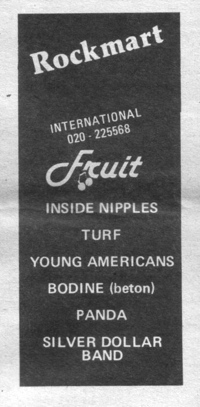 Rockmart
INTERNATIONAL
020 - 225568
Fruit
INSIDE NIPPLES
TURF
YOUNG AMERICANS
BODINE (beton)
PANDA
SILVER DOLLAR
BAND